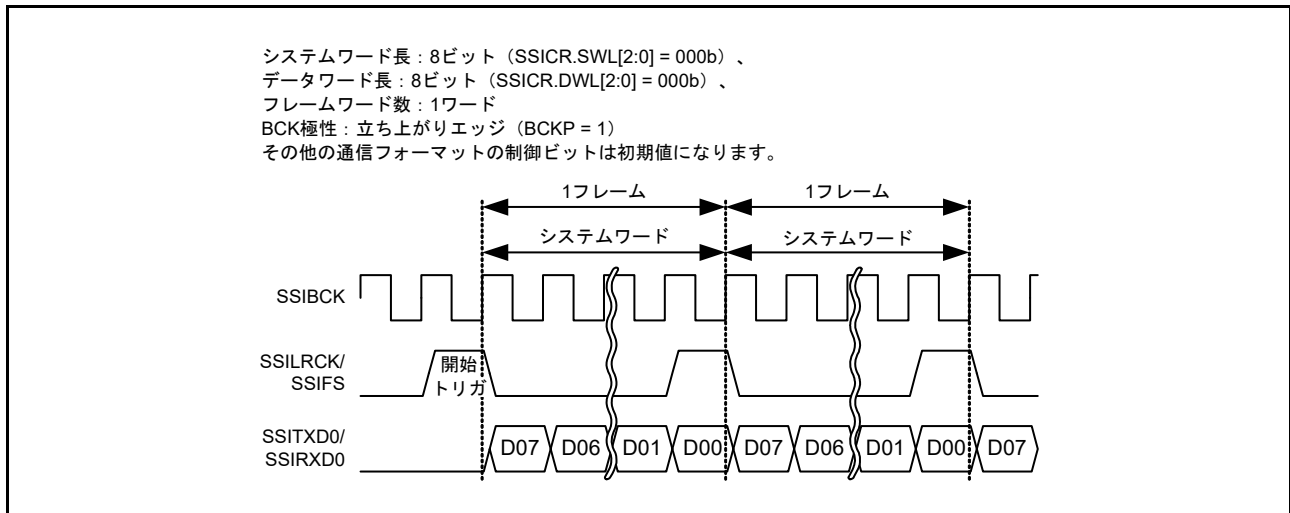 システムワード長：8ビット（SSICR.SWL[2:0] = 000b）、
データワード長：8ビット（SSICR.DWL[2:0] = 000b）、
フレームワード数：1ワード
BCK極性：立ち上がりエッジ（BCKP = 1）
その他の通信フォーマットの制御ビットは初期値になります。
1フレーム 1フレーム
システムワード システムワード
SSIBCK
SSILRCK/
SSIFS
開始
トリガ
SSITXD0/
SSIRXD0
D07 D06 D01 D00 D07 D06 D01 D00 D07